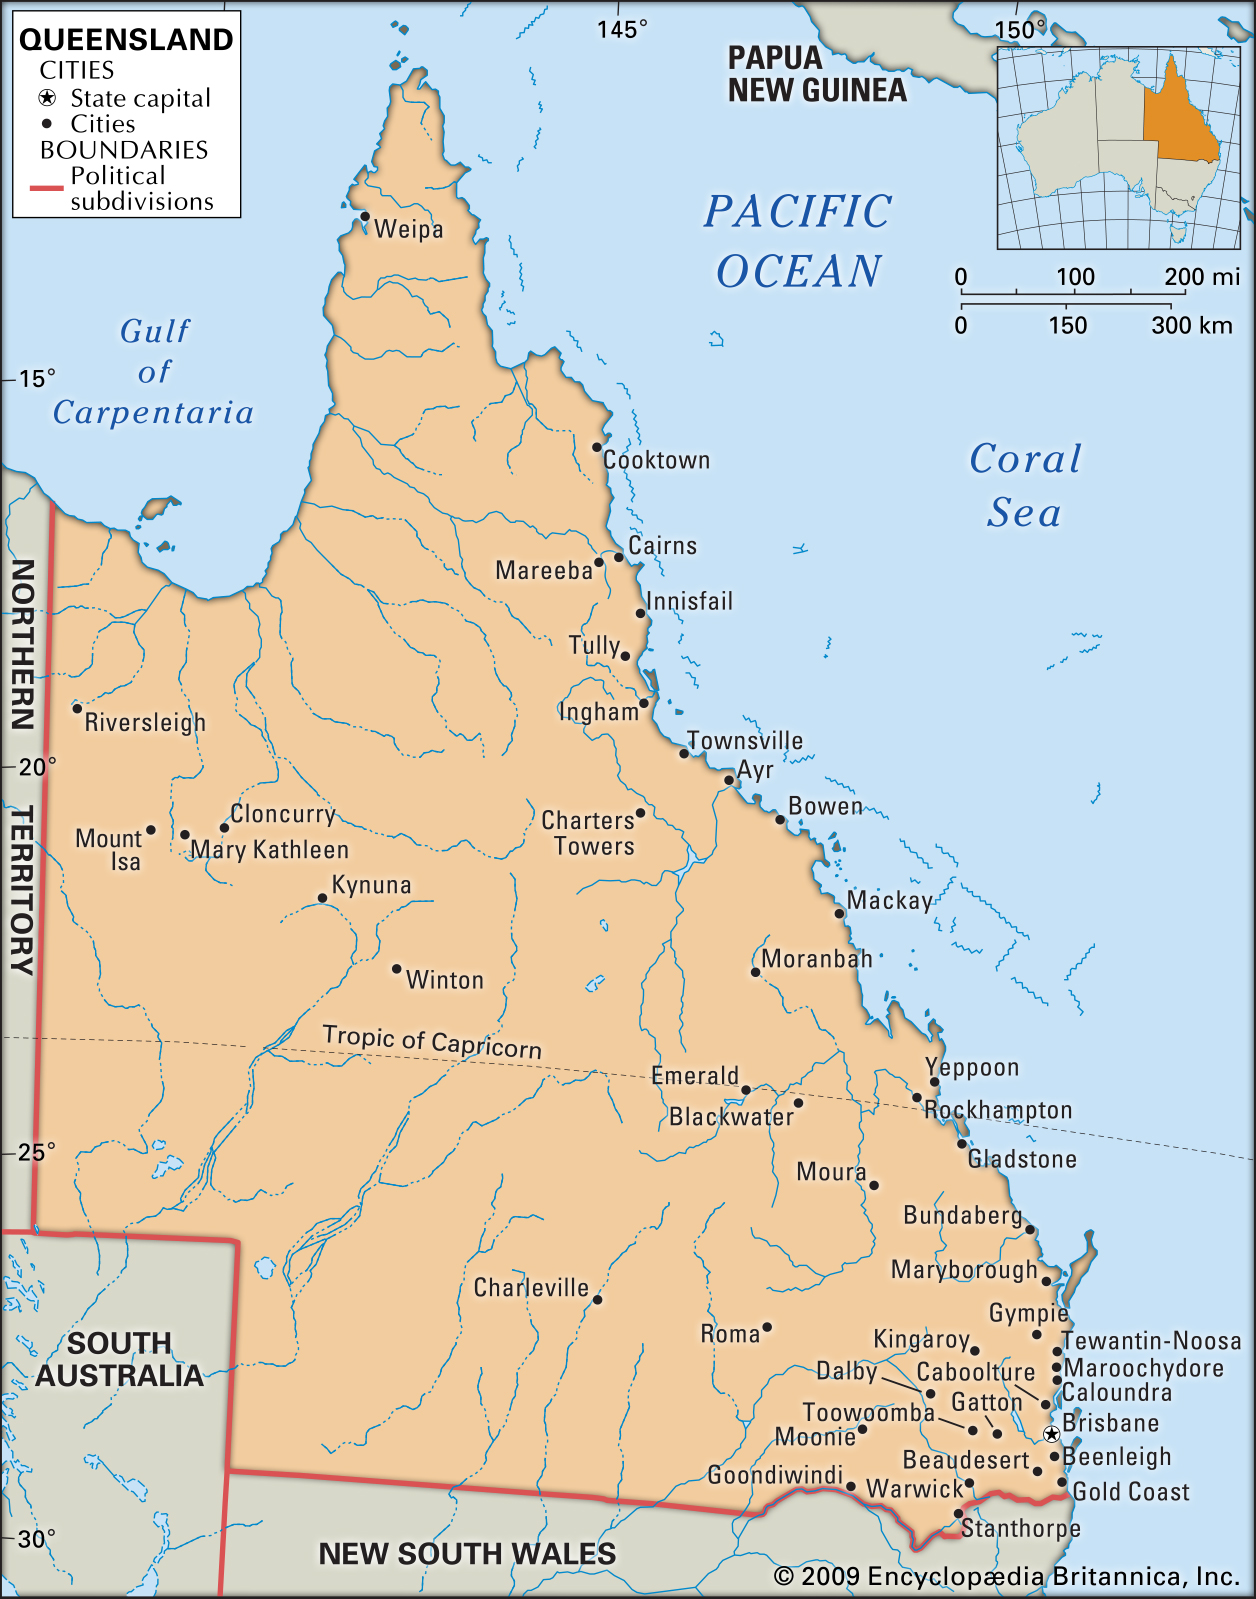 QUEENSLAND
CITIES
State capital
Cities
BOUNDARIES
Political
subdivisions
145°
150°
PAPUA
NEW GUINEA
PACIFIC
OCEAN
0 100 200 mi
0 150 300 km
Weipa
Gulf
of
Carpentaria
15°
Coral
Sea
Cooktown
Cairns
Mareeba
Innisfail
Tully
Ingham
NORTHERN
TERRITORY
Riversleigh
Townsville
20°
Ayr
Bowen
Cloncurry
Charters
Towers
Mount
Isa
Mary Kathleen
Kynuna
Mackay
Moranbah
Winton
Tropic of Capricorn
Yeppoon
Emerald
Rockhampton
Blackwater
25°
Gladstone
Moura
Bundaberg
Maryborough
Charleville
Gympie
Roma
Kingaroy
Tewantin-Noosa
SOUTH
AUSTRALIA
Maroochydore
Dalby
Caboolture
Caloundra
Gatton
Toowoomba
Brisbane
Moonie
Beaudesert
Beenleigh
Goondiwindi
Warwick
Gold Coast
Stanthorpe
30°
NEW SOUTH WALES
© 2009 Encyclopædia Britannica, Inc.